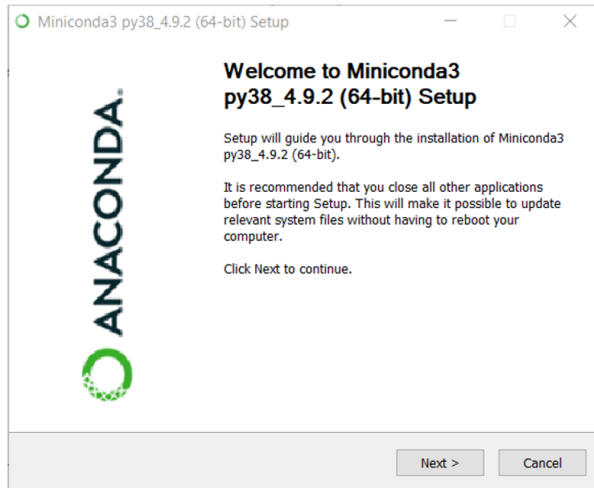 Miniconda3 py38_4.9.2 (64-bit) Setup
Welcome to Miniconda3
py38_4.9.2 (64-bit) Setup
Setup will guide you through the installation of Miniconda3
py38_4.9.2 (64-bit).
It is recommended that you close all other applications
before starting Setup. This will make it possible to update
relevant system files without having to reboot your
computer.
Click Next to continue.
ANACONDA.
Next >
Cancel